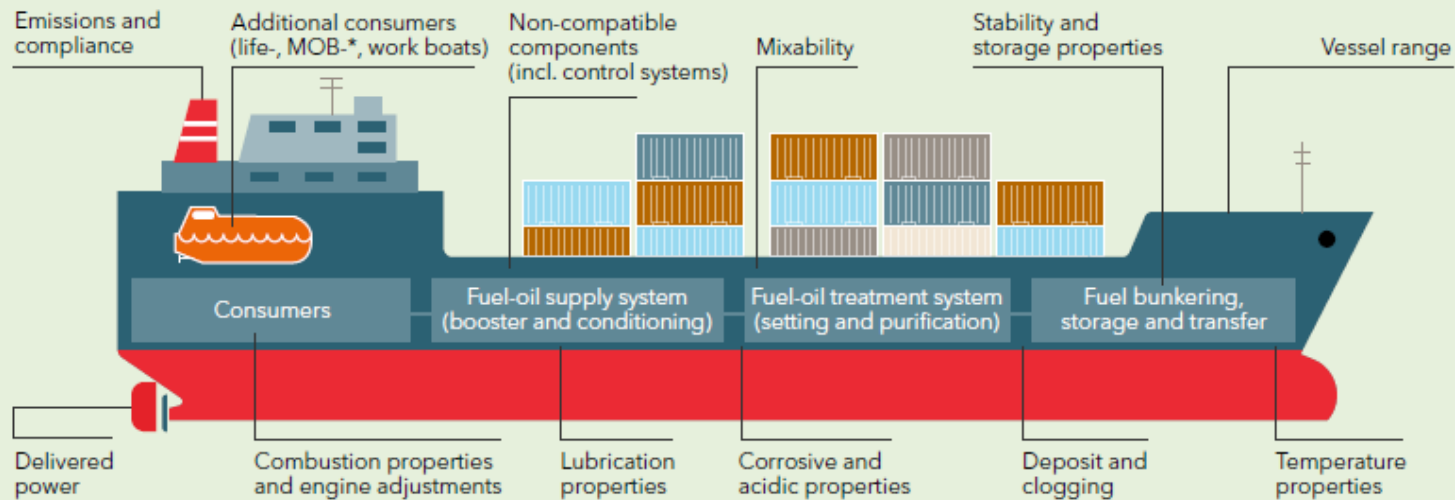 Emissions and
compliance
Additional consumers
(life-, MOB-*, work boats)
Non-compatible
components
(incl. control systems)
Mixability
Stability and
storage properties
Vessel range
Consumers
Fuel-oil supply system
(booster and conditioning)
Fuel-oil treatment system
(setting and purification)
Fuel bunkering,
storage and transfer
Delivered
power
Combustion properties
and engine adjustments
Lubrication
properties
Corrosive and
acidic properties
Deposit and
clogging
Temperature
properties